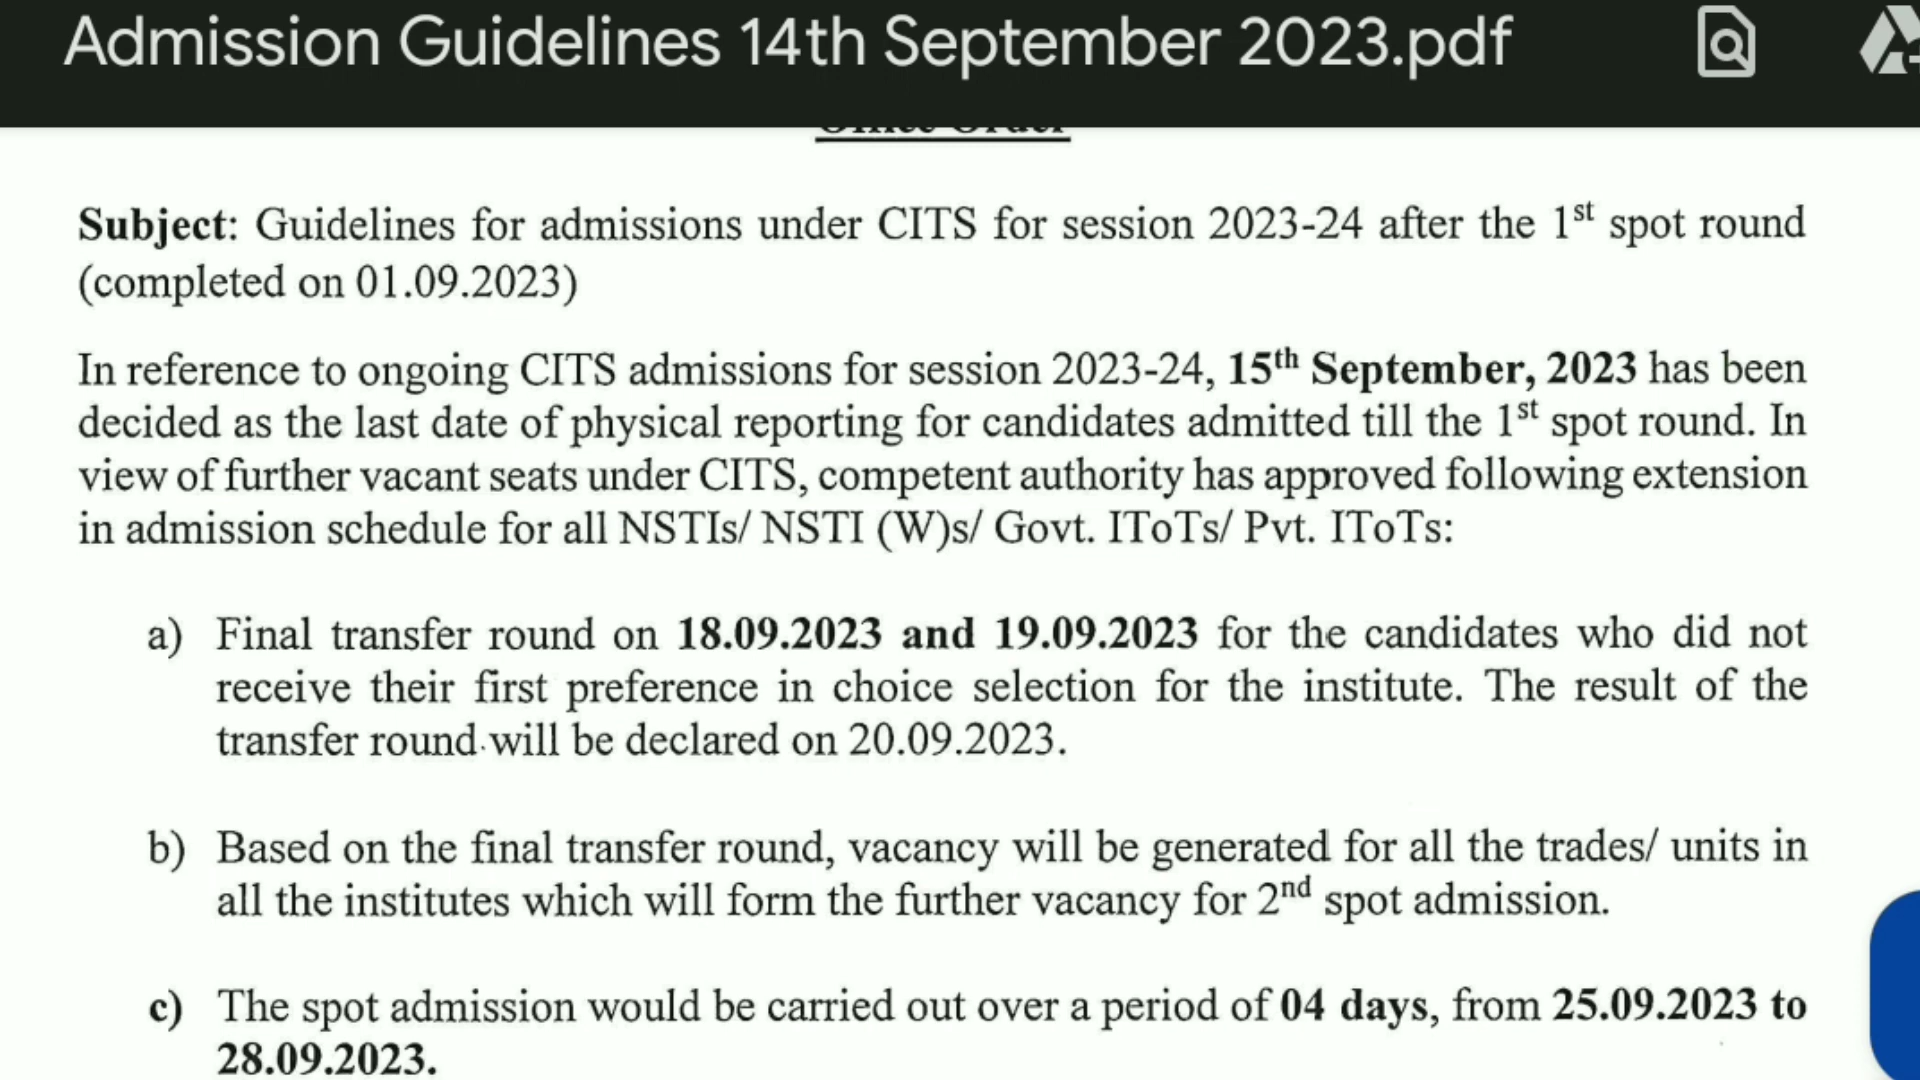 Admission Guidelines 14th September 2023.pdf
Office Order
Subject: Guidelines for admissions under CITS for session 2023-24 after the 1st spot round
(completed on 01.09.2023)
In reference to ongoing CITS admissions for session 2023-24, 15th September, 2023 has been
decided as the last date of physical reporting for candidates admitted till the 1st spot round. In
view of further vacant seats under CITS, competent authority has approved following extension
in admission schedule for all NSTIs/ NSTI (W)s/ Govt. IToTs/ Pvt. IToTs:
a) Final transfer round on 18.09.2023 and 19.09.2023 for the candidates who did not
receive their first preference in choice selection for the institute. The result of the
transfer round will be declared on 20.09.2023.
b) Based on the final transfer round, vacancy will be generated for all the trades/ units in
all the institutes which will form the further vacancy for 2nd spot admission.
c) The spot admission would be carried out over a period of 04 days, from 25.09.2023 to
28.09.2023.